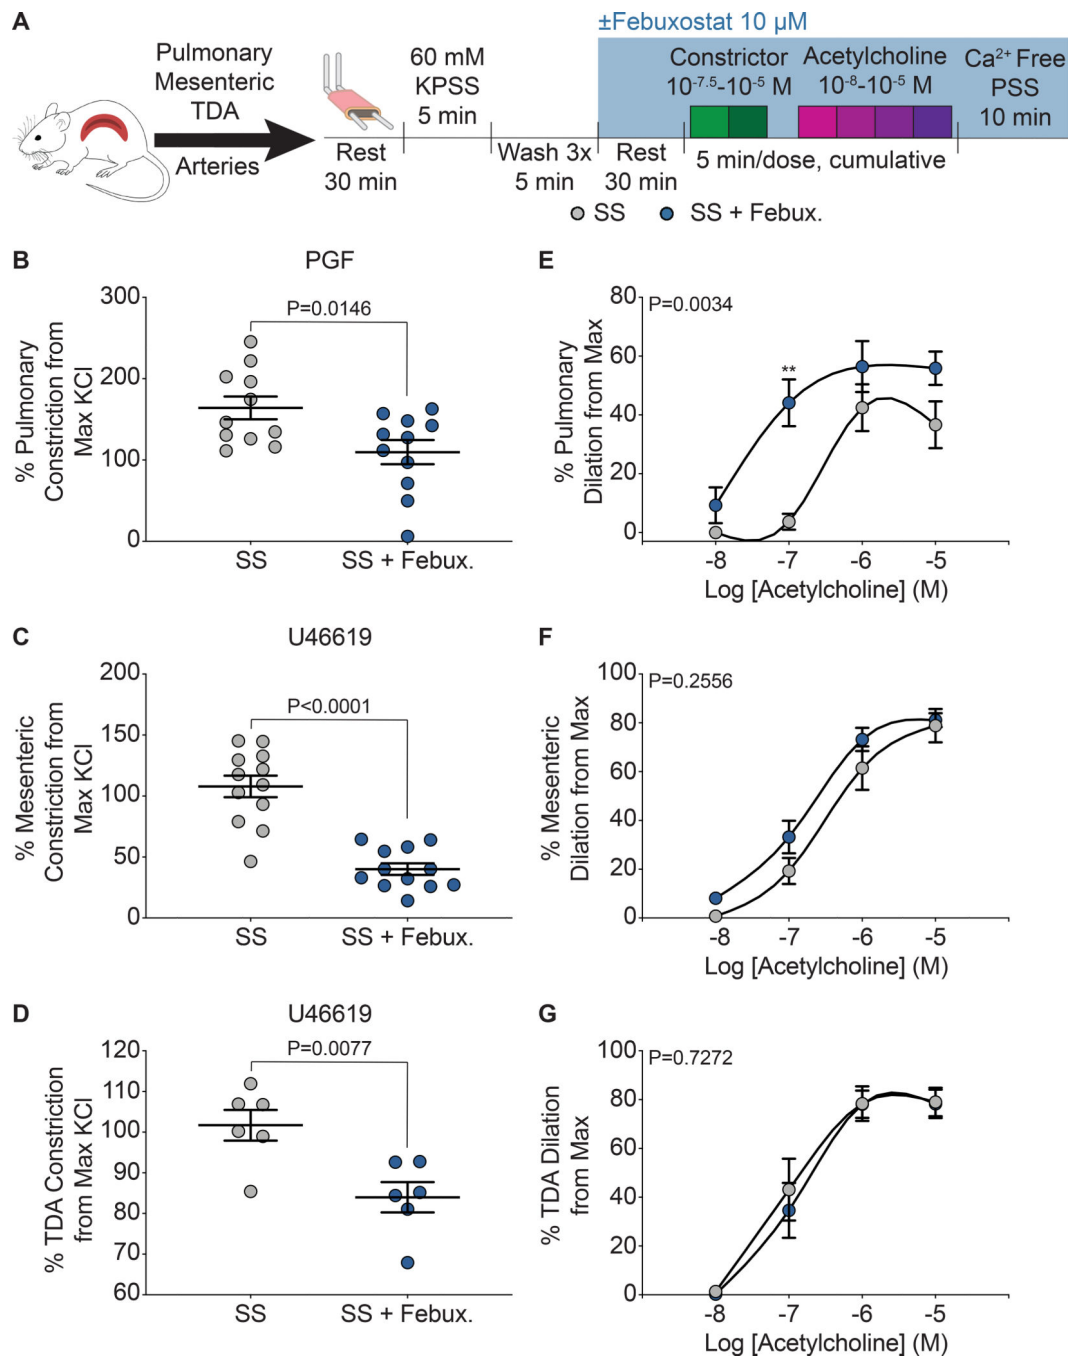 A
Pulmonary
Mesenteric
TDA
Arteries
Rest
30 min
60 mM
KPSS
5 min
Wash 3x
5 min
±Febuxostat 10 µM
Rest
30 min
Constrictor
10⁻⁷·⁵-10⁻⁵ M
Acetylcholine
10⁻⁸-10⁻⁵ M
5 min/dose, cumulative
Ca²⁺ Free
PSS
10 min
SS
SS + Febux.
B
PGF
% Pulmonary
Constriction from
Max KCl
300
200
100
0
P=0.0146
SS
SS + Febux.
E
P=0.0034
% Pulmonary
Dilation from Max
80
60
40
20
0
**
-8
-7
-6
-5
Log [Acetylcholine] (M)
C
U46619
% Mesenteric
Constriction from
Max KCl
200
150
100
50
0
P<0.0001
SS
SS + Febux.
F
P=0.2556
% Mesenteric
Dilation from Max
100
80
60
40
20
0
-8
-7
-6
-5
Log [Acetylcholine] (M)
D
U46619
% TDA Constriction
from Max KCl
120
110
100
90
80
70
60
P=0.0077
SS
SS + Febux.
G
P=0.7272
% TDA Dilation
from Max
100
80
60
40
20
0
-8
-7
-6
-5
Log [Acetylcholine] (M)